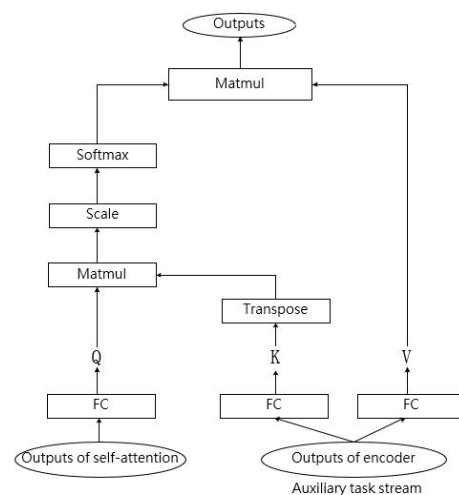 Outputs
Matmul
Softmax
Scale
Matmul
Transpose
Q
K
V
FC
FC
FC
Outputs of self-attention
Outputs of encoder
Auxiliary task stream